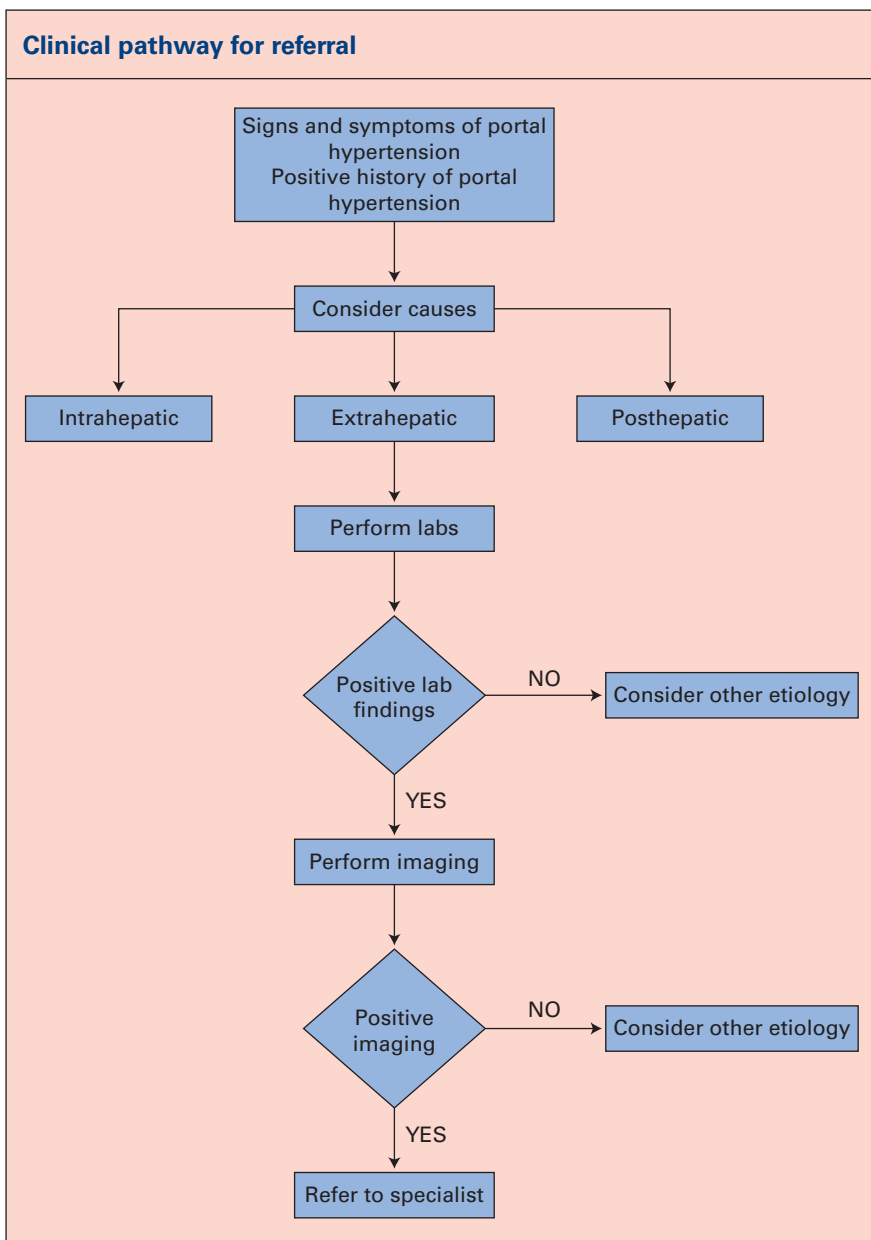 Clinical pathway for referral
Signs and symptoms of portal
hypertension
Positive history of portal
hypertension
Consider causes
Intrahepatic
Extrahepatic
Posthepatic
Perform labs
Positive lab
findings
NO
Consider other etiology
YES
Perform imaging
Positive
imaging
NO
Consider other etiology
YES
Refer to specialist